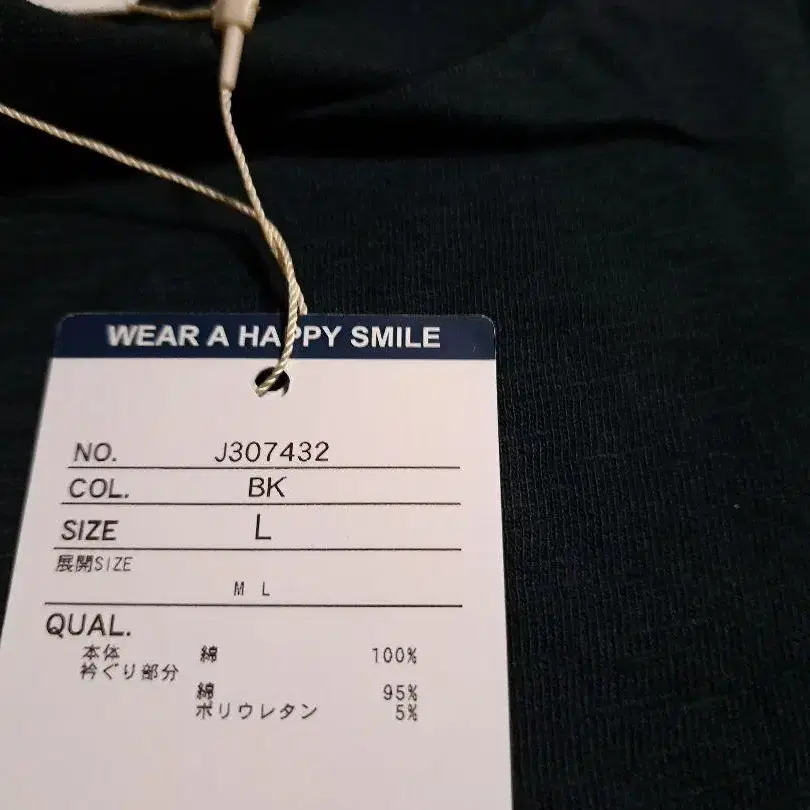 WEAR A HAPPY SMILE
NO. J307432
COL. BK
SIZE L
展開SIZE
M L
QUAL.
本体 綿 100%
衿ぐり部分
綿 95%
ポリウレタン 5%